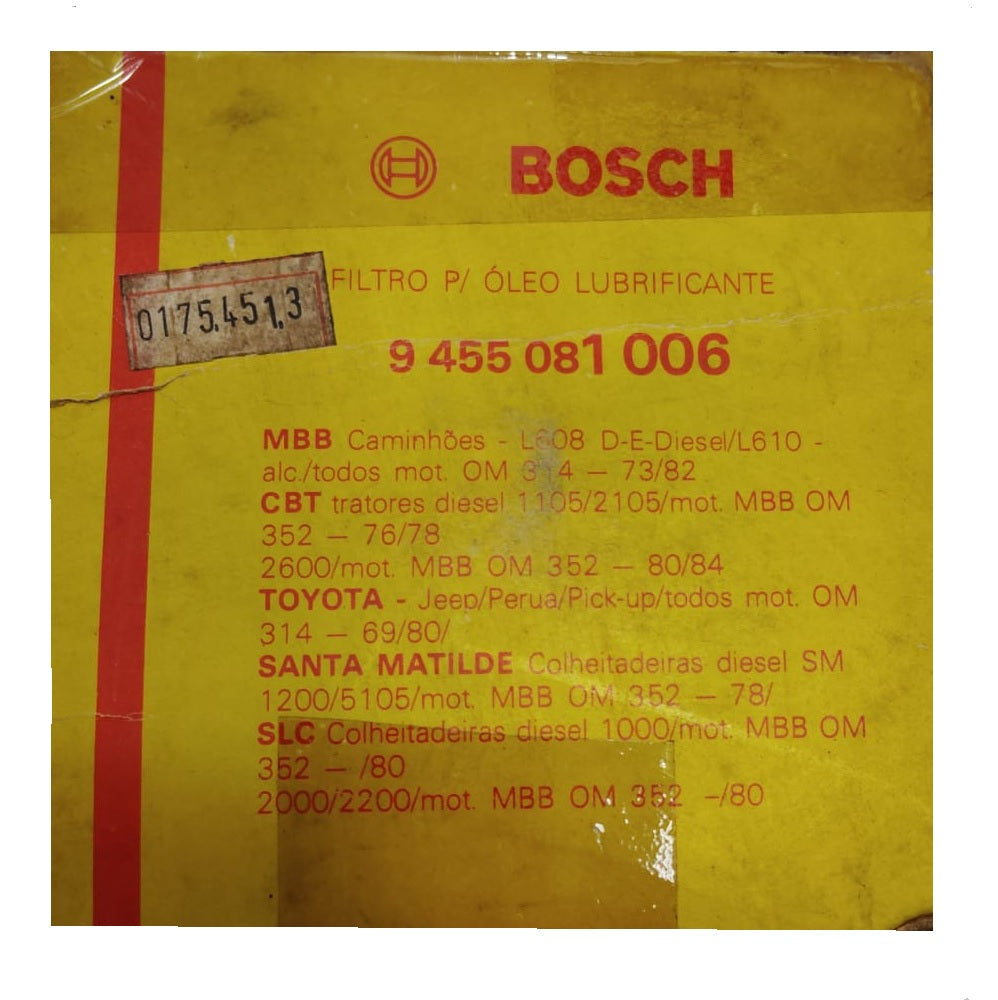 BOSCH
FILTRO P/ ÓLEO LUBRIFICANTE
0175.451.3
9 455 081 006
MBB Caminhões - L608 D-E-Diesel/L610 -
alc./todos mot. OM 314 — 73/82
CBT tratores diesel 1105/2105/mot. MBB OM
352 — 76/78
2600/mot. MBB OM 352 — 80/84
TOYOTA - Jeep/Perua/Pick-up/todos mot. OM
314 — 69/80/
SANTA MATILDE Colheitadeiras diesel SM
1200/5105/mot. MBB OM 352 — 78/
SLC Colheitadeiras diesel 1000/mot. MBB OM
352 — /80
2000/2200/mot. MBB OM 352 —/80